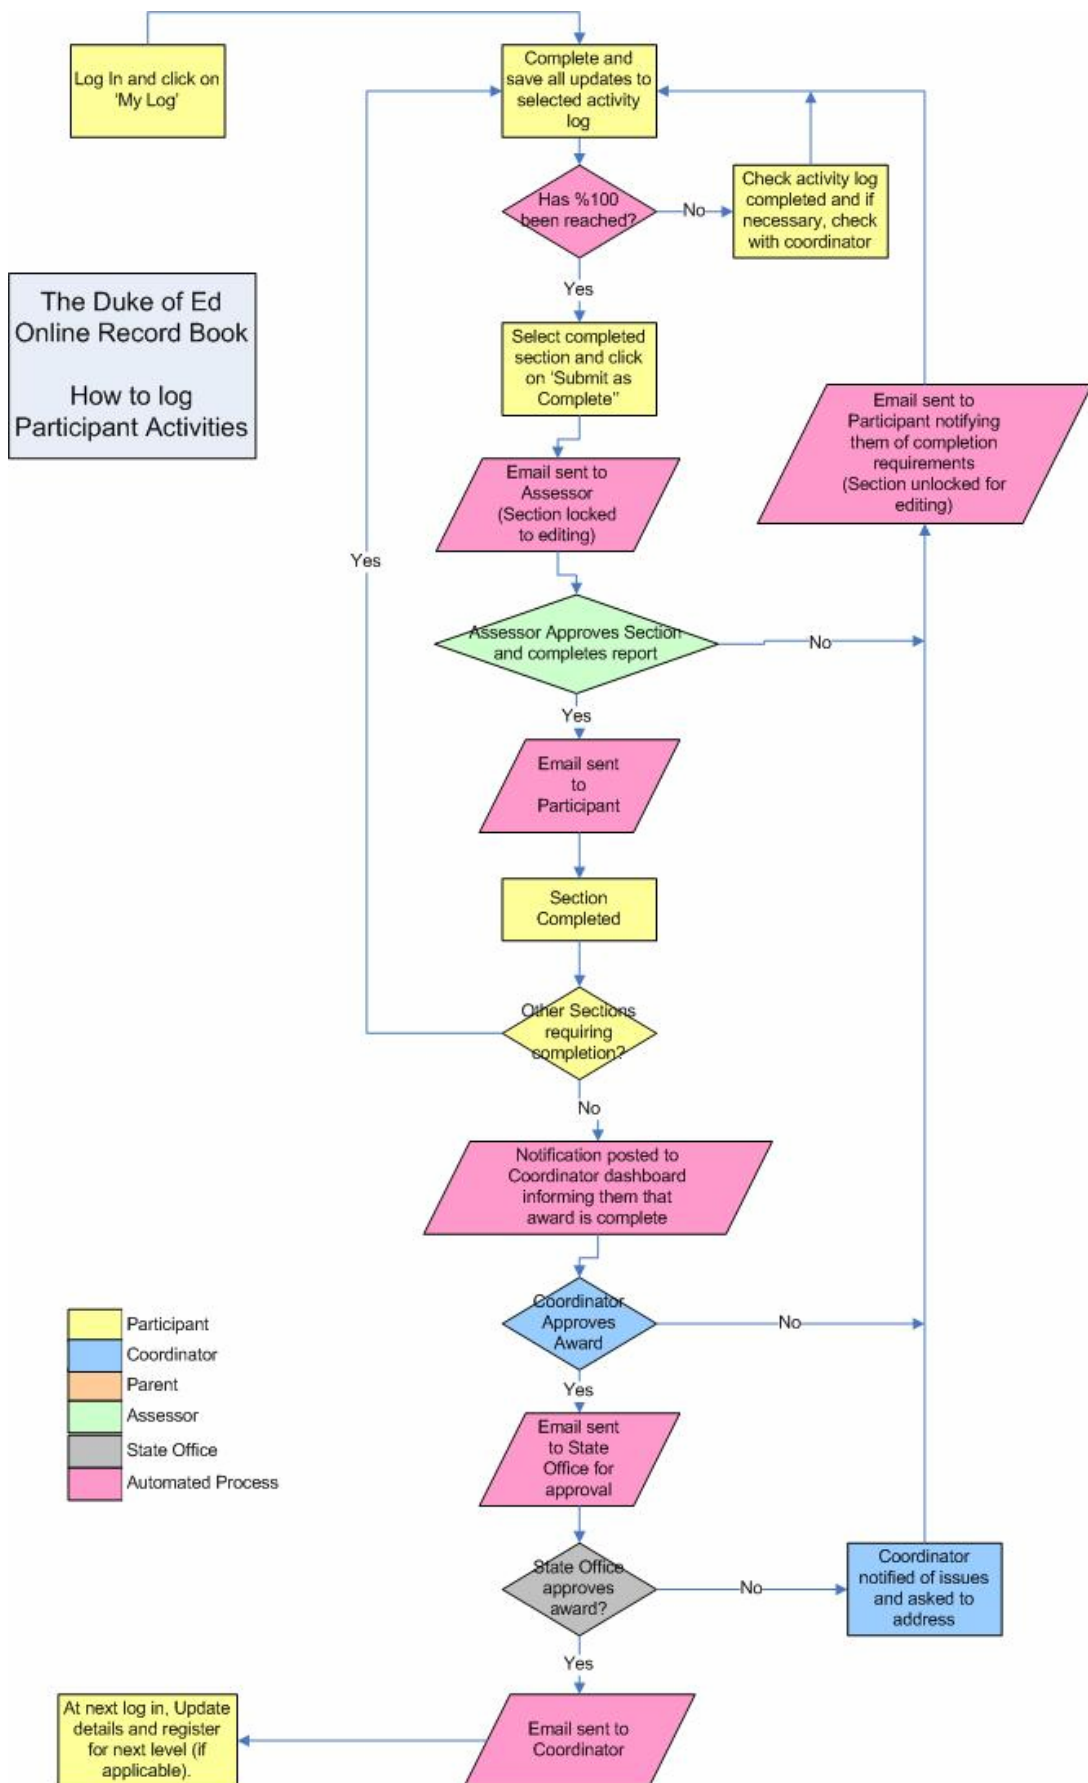 Log In and click on
'My Log'
Complete and
save all updates to
selected activity
log
Has %100
been reached?
No
Check activity log
completed and if
necessary, check
with coordinator
Yes
The Duke of Ed
Online Record Book
How to log
Participant Activities
Select completed
section and click
on 'Submit as
Complete"
Email sent to
Participant notifying
them of completion
requirements
(Section unlocked for
editing)
Email sent to
Assessor
(Section locked
to editing)
Yes
Assessor Approves Section
and completes report
No
Yes
Email sent
to
Participant
Section
Completed
Other Sections
requiring
completion?
No
Notification posted to
Coordinator dashboard
informing them that
award is complete
Coordinator
Approves
Award
No
Yes
Participant
Coordinator
Parent
Assessor
State Office
Automated Process
Email sent
to State
Office for
approval
State Office
approves
award?
No
Coordinator
notified of issues
and asked to
address
Yes
At next log in, Update
details and register
for next level (if
applicable).
Email sent to
Coordinator